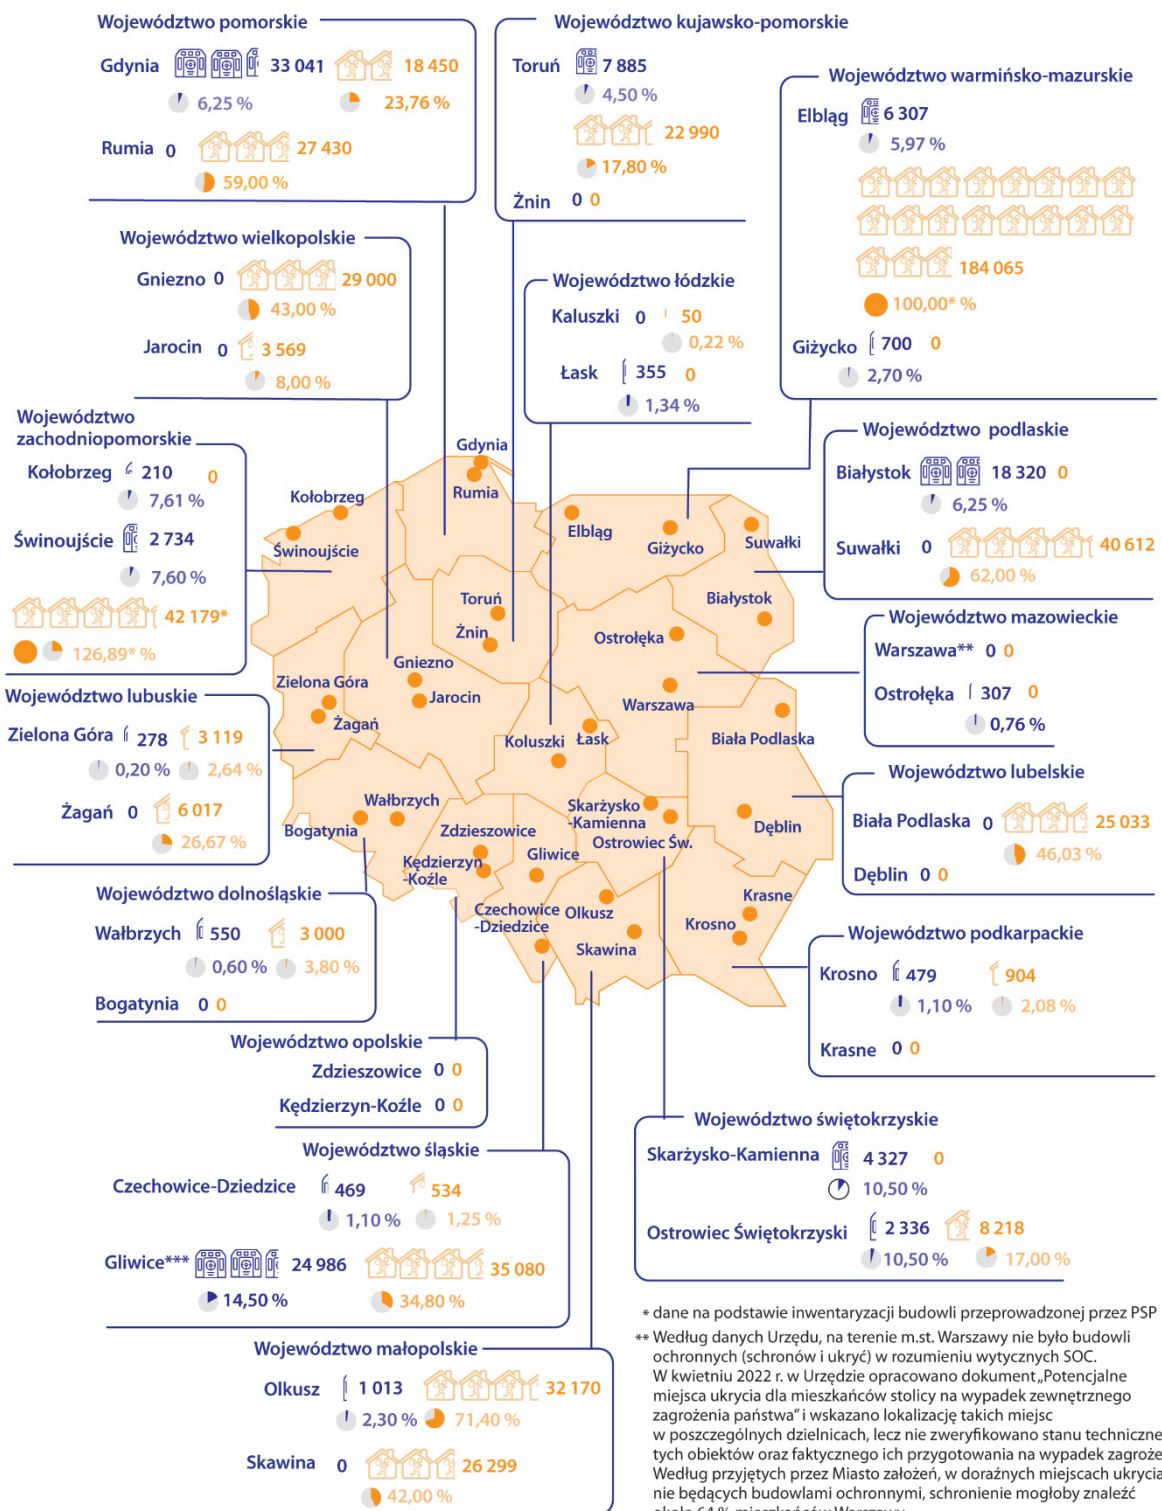 Województwo pomorskie
Gdynia 33 041 18 450
6,25 % 23,76 %
Rumia 0 27 430
59,00 %
Województwo kujawsko-pomorskie
Toruń 7 885
4,50 %
22 990
17,80 %
Żnin 0 0
Województwo warmińsko-mazurskie
Elbląg 6 307
5,97 %
184 065
100,00* %
Giżycko 700 0
2,70 %
Województwo wielkopolskie
Gniezno 0 29 000
43,00 %
Jarocin 0 3 569
8,00 %
Województwo łódzkie
Kaluszki 0 50
0,22 %
Łask 355 0
1,34 %
Województwo
zachodniopomorskie
Kołobrzeg 210 0
7,61 %
Świnoujście 2 734
7,60 %
42 179*
126,89* %
Województwo podlaskie
Białystok 18 320 0
6,25 %
Suwałki 0 40 612
62,00 %
Województwo mazowieckie
Warszawa** 0 0
Ostrołęka 307 0
0,76 %
Województwo lubuskie
Zielona Góra 278 3 119
0,20 % 2,64 %
Żagań 0 6 017
26,67 %
Województwo lubelskie
Biała Podlaska 0 25 033
46,03 %
Dęblin 0 0
Gdynia
Rumia
Kołobrzeg
Świnoujście
Elbląg
Giżycko
Suwałki
Białystok
Toruń
Żnin
Ostrołęka
Gniezno
Jarocin
Zielona Góra
Żagań
Warszawa
Biała Podlaska
Koluszki
Łask
Wałbrzych
Bogatynia
Zdzieszowice
Kędzierzyn
-Koźle
Gliwice
Skarżysko
-Kamienna
Ostrowiec Św.
Dęblin
Czechowice
-Dziedzice
Olkusz
Skawina
Krasne
Krosno
Województwo dolnośląskie
Wałbrzych 550 3 000
0,60 % 3,80 %
Bogatynia 0 0
Województwo podkarpackie
Krosno 479 904
1,10 % 2,08 %
Krasne 0 0
Województwo opolskie
Zdzieszowice 0 0
Kędzierzyn-Koźle 0 0
Województwo świętokrzyskie
Skarżysko-Kamienna 4 327 0
10,50 %
Ostrowiec Świętokrzyski 2 336 8 218
10,50 % 17,00 %
Województwo śląskie
Czechowice-Dziedzice 469 534
1,10 % 1,25 %
Gliwice*** 24 986 35 080
14,50 % 34,80 %
Województwo małopolskie
Olkusz 1 013 32 170
2,30 % 71,40 %
Skawina 0 26 299
42,00 %
* dane na podstawie inwentaryzacji budowli przeprowadzonej przez PSP
** Według danych Urzędu, na terenie m.st. Warszawy nie było budowli
ochronnych (schronów i ukryć) w rozumieniu wytycznych SOC.
W kwietniu 2022 r. w Urzędzie opracowano dokument „Potencjalne
miejsca ukrycia dla mieszkańców stolicy na wypadek zewnętrznego
zagrożenia państwa” i wskazano lokalizację takich miejsc
w poszczególnych dzielnicach, lecz nie zweryfikowano stanu techniczne
tych obiektów oraz faktycznego ich przygotowania na wypadek zagroże
Według przyjętych przez Miasto założeń, w doraźnych miejscach ukrycia
nie będących budowlami ochronnymi, schronienie mogłoby znaleźć
około 64 % mieszkańców Warszawy